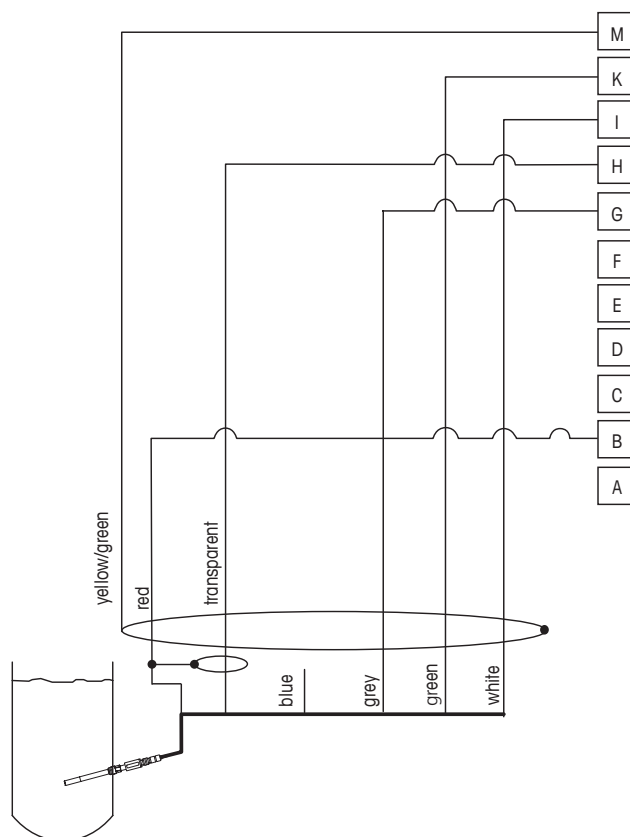 M
K
I
H
G
F
E
D
C
B
A
yellow/green
red
transparent
blue
grey
green
white